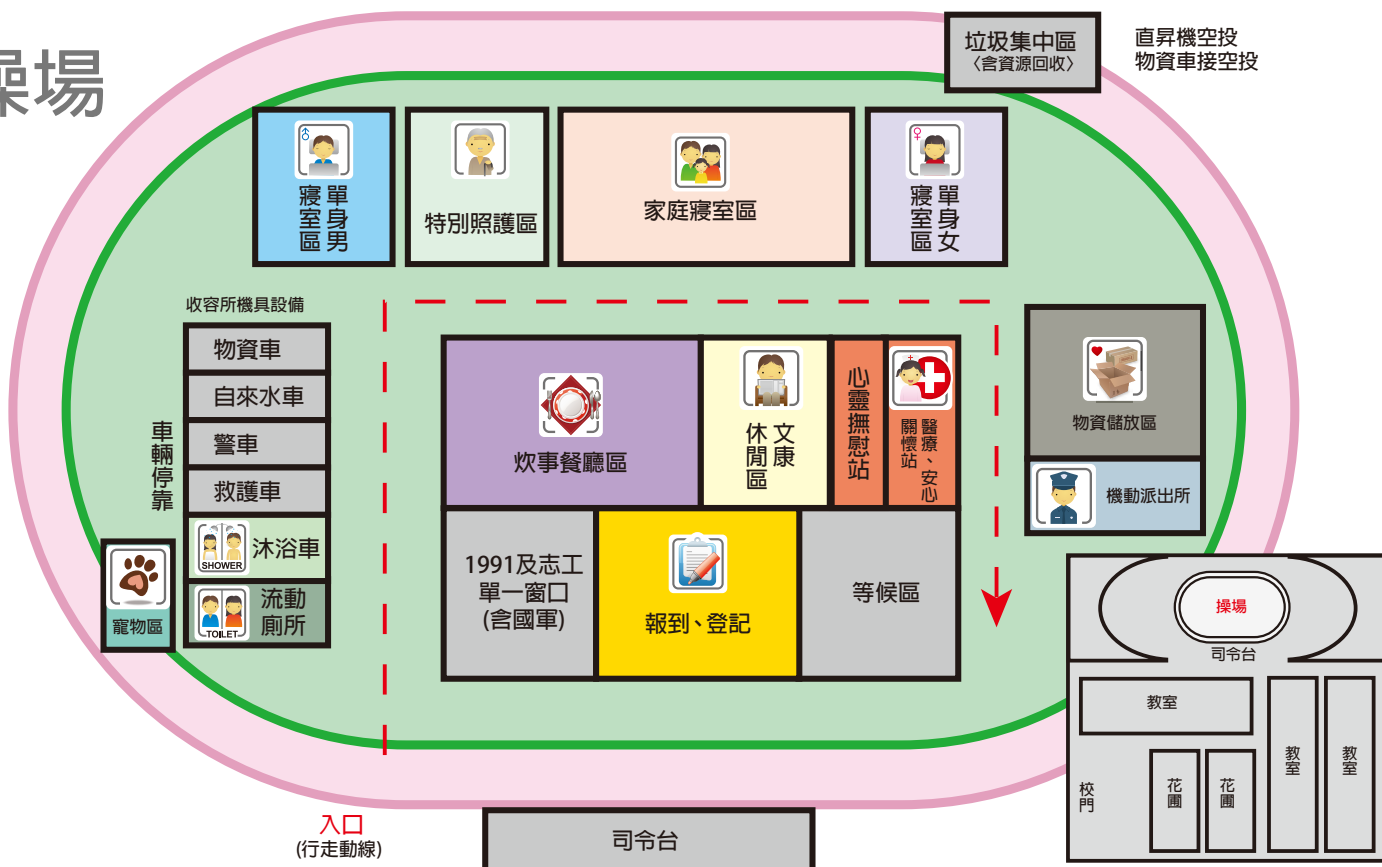 操場
垃圾集中區
〈含資源回收〉
直昇機空投
物資車接空投
♂
單身男
寢室區
特別照護區
家庭寢室區
♀
單身女
寢室區
收容所機具設備
車輛停靠
物資車
自來水車
警車
救護車
SHOWER
沐浴車
TOILET
流動
廁所
寵物區
炊事餐廳區
文康
休閒區
心靈撫慰站
醫療、安心
關懷站
1991及志工
單一窗口
(含國軍)
報到、登記
等候區
物資儲放區
機動派出所
入口
(行走動線)
司令台
操場
司令台
教室
教室
教室
校門
花圃
花圃